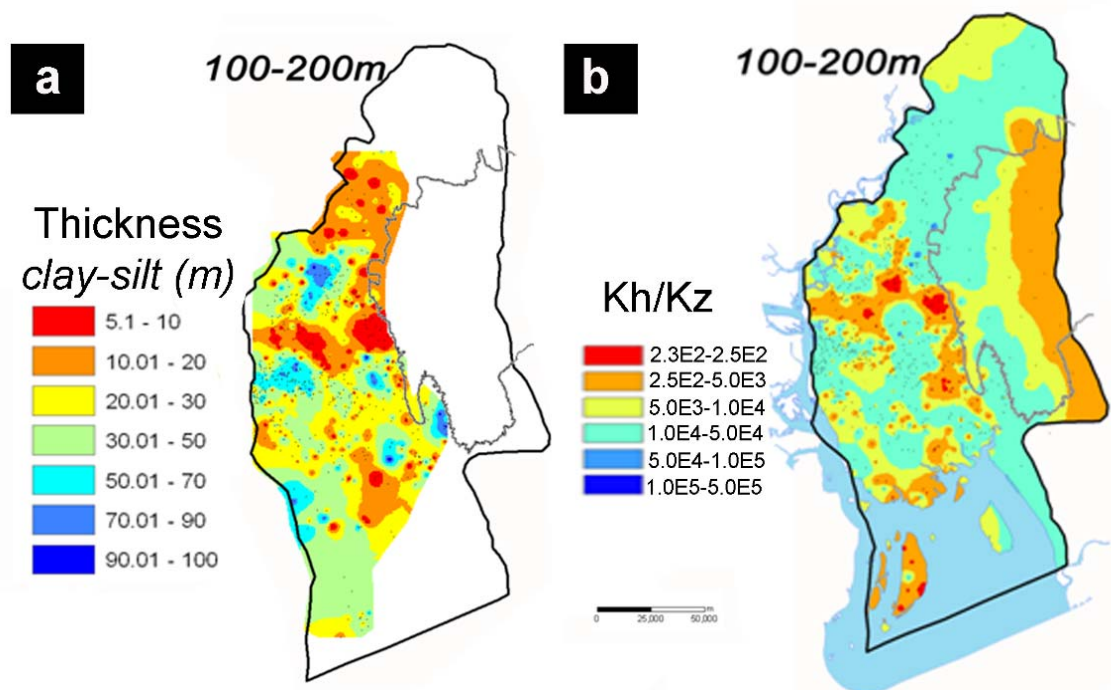 a
100-200m
Thickness
clay-silt (m)
5.1 - 10
10.01 - 20
20.01 - 30
30.01 - 50
50.01 - 70
70.01 - 90
90.01 - 100
b
100-200m
Kh/Kz
2.3E2-2.5E2
2.5E2-5.0E3
5.0E3-1.0E4
1.0E4-5.0E4
5.0E4-1.0E5
1.0E5-5.0E5
m
0 25,000 50,000